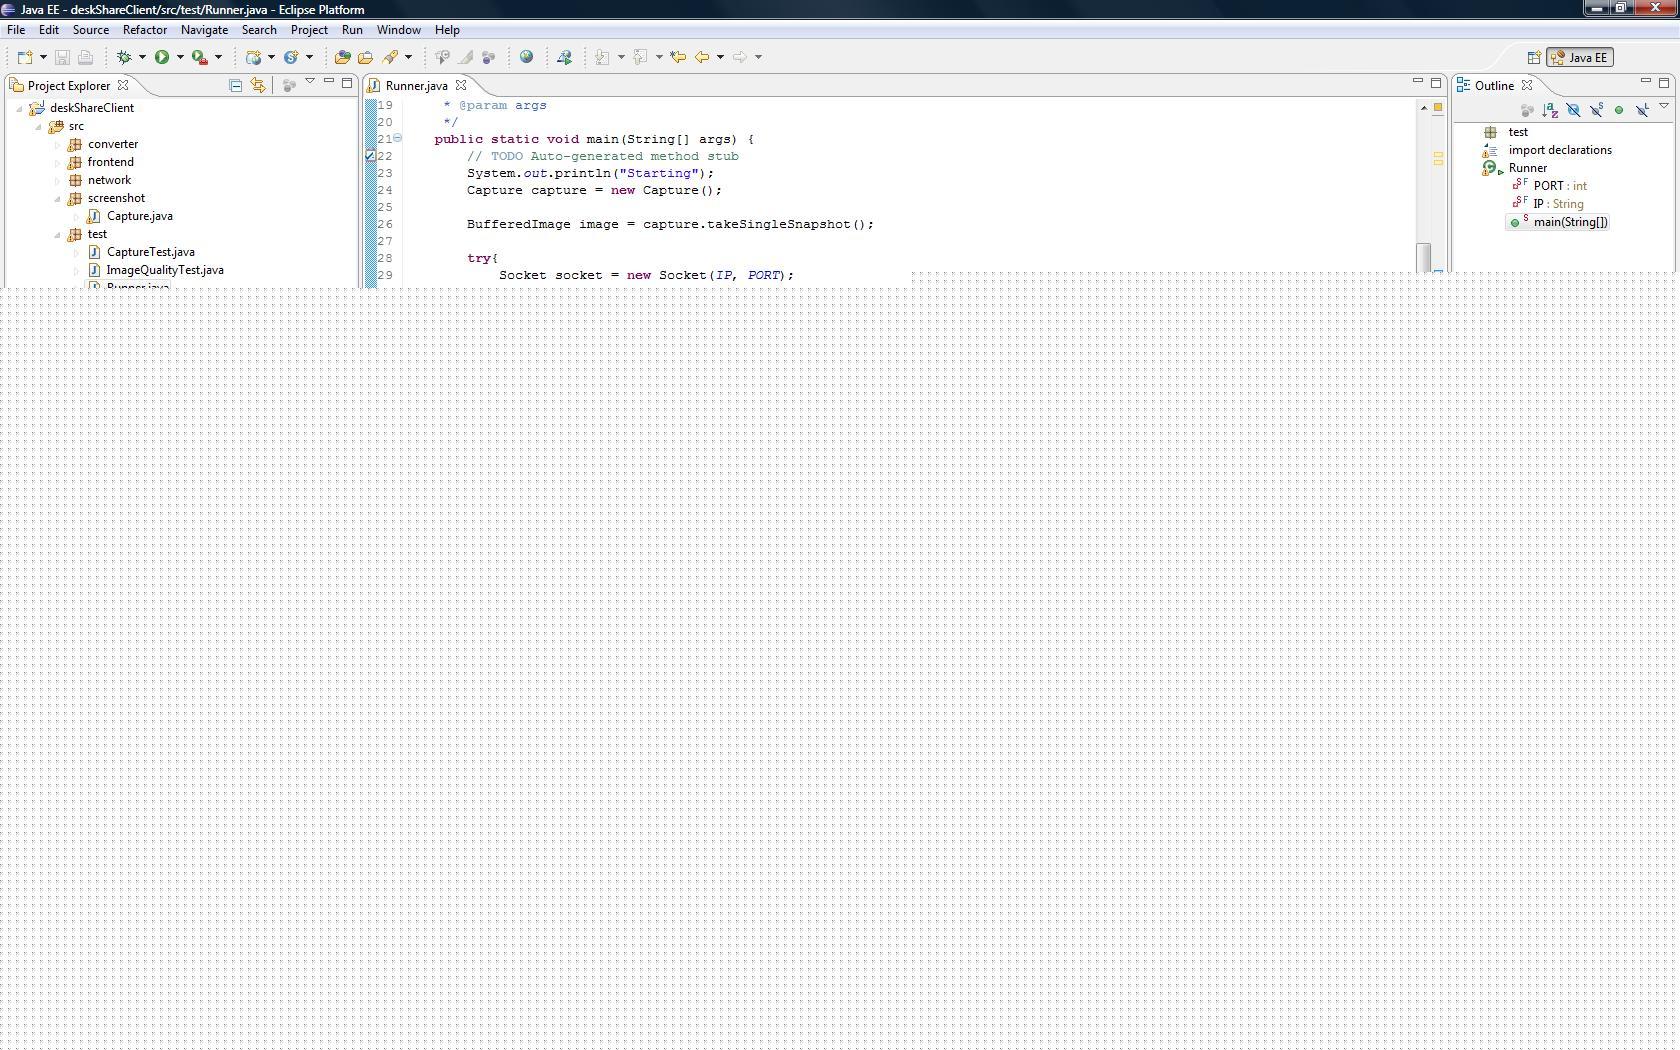 Java EE - deskShareClient/src/test/Runner.java - Eclipse Platform
File Edit Source Refactor Navigate Search Project Run Window Help
Java EE
Project Explorer
deskShareClient
src
converter
frontend
network
screenshot
Capture.java
test
CaptureTest.java
ImageQualityTest.java
Runner.java
Runner.java
19 * @param args
20 */
21 public static void main(String[] args) {
22 // TODO Auto-generated method stub
23 System.out.println("Starting");
24 Capture capture = new Capture();
25
26 BufferedImage image = capture.takeSingleSnapshot();
27
28 try{
29 Socket socket = new Socket(IP, PORT);
Outline
test
import declarations
Runner
PORT : int
IP : String
main(String[])